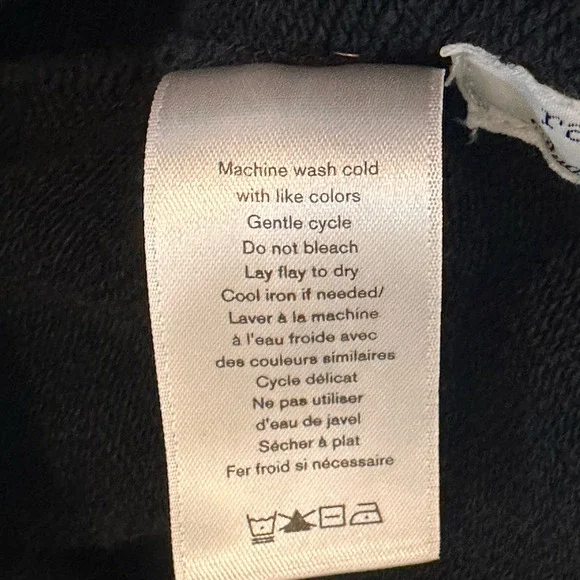 Machine wash cold
with like colors
Gentle cycle
Do not bleach
Lay flay to dry
Cool iron if needed/
Laver à la machine
à l'eau froide avec
des couleurs similaires
Cycle délicat
Ne pas utiliser
d'eau de javel
Sécher à plat
Fer froid si nécessaire